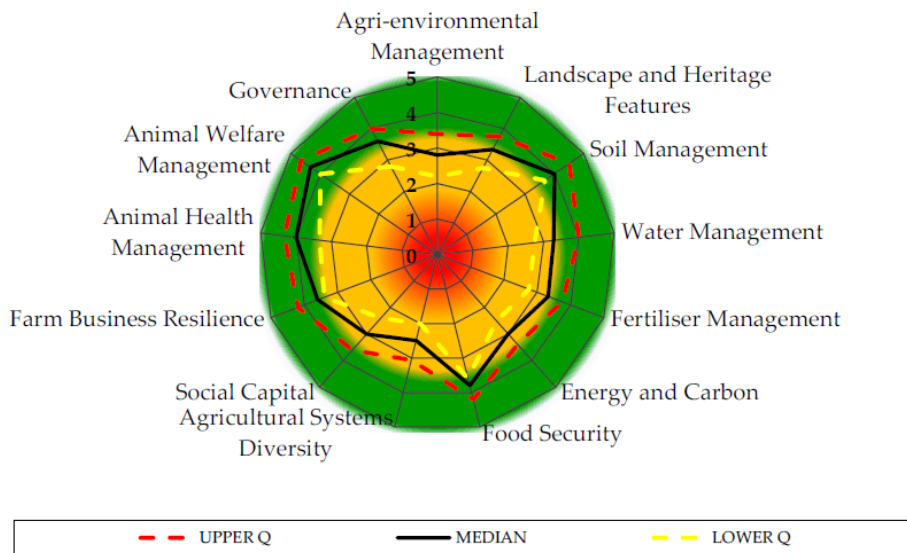 Agri-environmental
Management
Landscape and Heritage
Features
Governance
Animal Welfare
Management
Soil Management
Animal Health
Management
Water Management
Farm Business Resilience
Fertiliser Management
Social Capital
Energy and Carbon
Agricultural Systems
Diversity
Food Security
5
4
3
2
1
0
UPPER Q
MEDIAN
LOWER Q